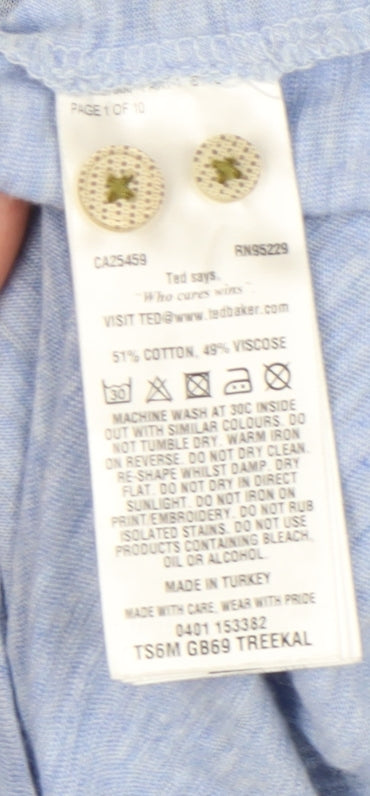 PAGE 1 OF 10
CA25459 RN95229
Ted says,
"Who cares wins".
VISIT TED@www.tedbaker.com
51% COTTON, 49% VISCOSE
30
MACHINE WASH AT 30C INSIDE
OUT WITH SIMILAR COLOURS. DO
NOT TUMBLE DRY. WARM IRON
ON REVERSE. DO NOT DRY CLEAN.
RE-SHAPE WHILST DAMP. DRY
FLAT. DO NOT DRY IN DIRECT
SUNLIGHT. DO NOT IRON ON
PRINT/EMBROIDERY. DO NOT RUB
ISOLATED STAINS. DO NOT USE
PRODUCTS CONTAINING BLEACH,
OIL OR ALCOHOL.
MADE IN TURKEY
MADE WITH CARE, WEAR WITH PRIDE
0401 153382
TS6M GB69 TREEKAL